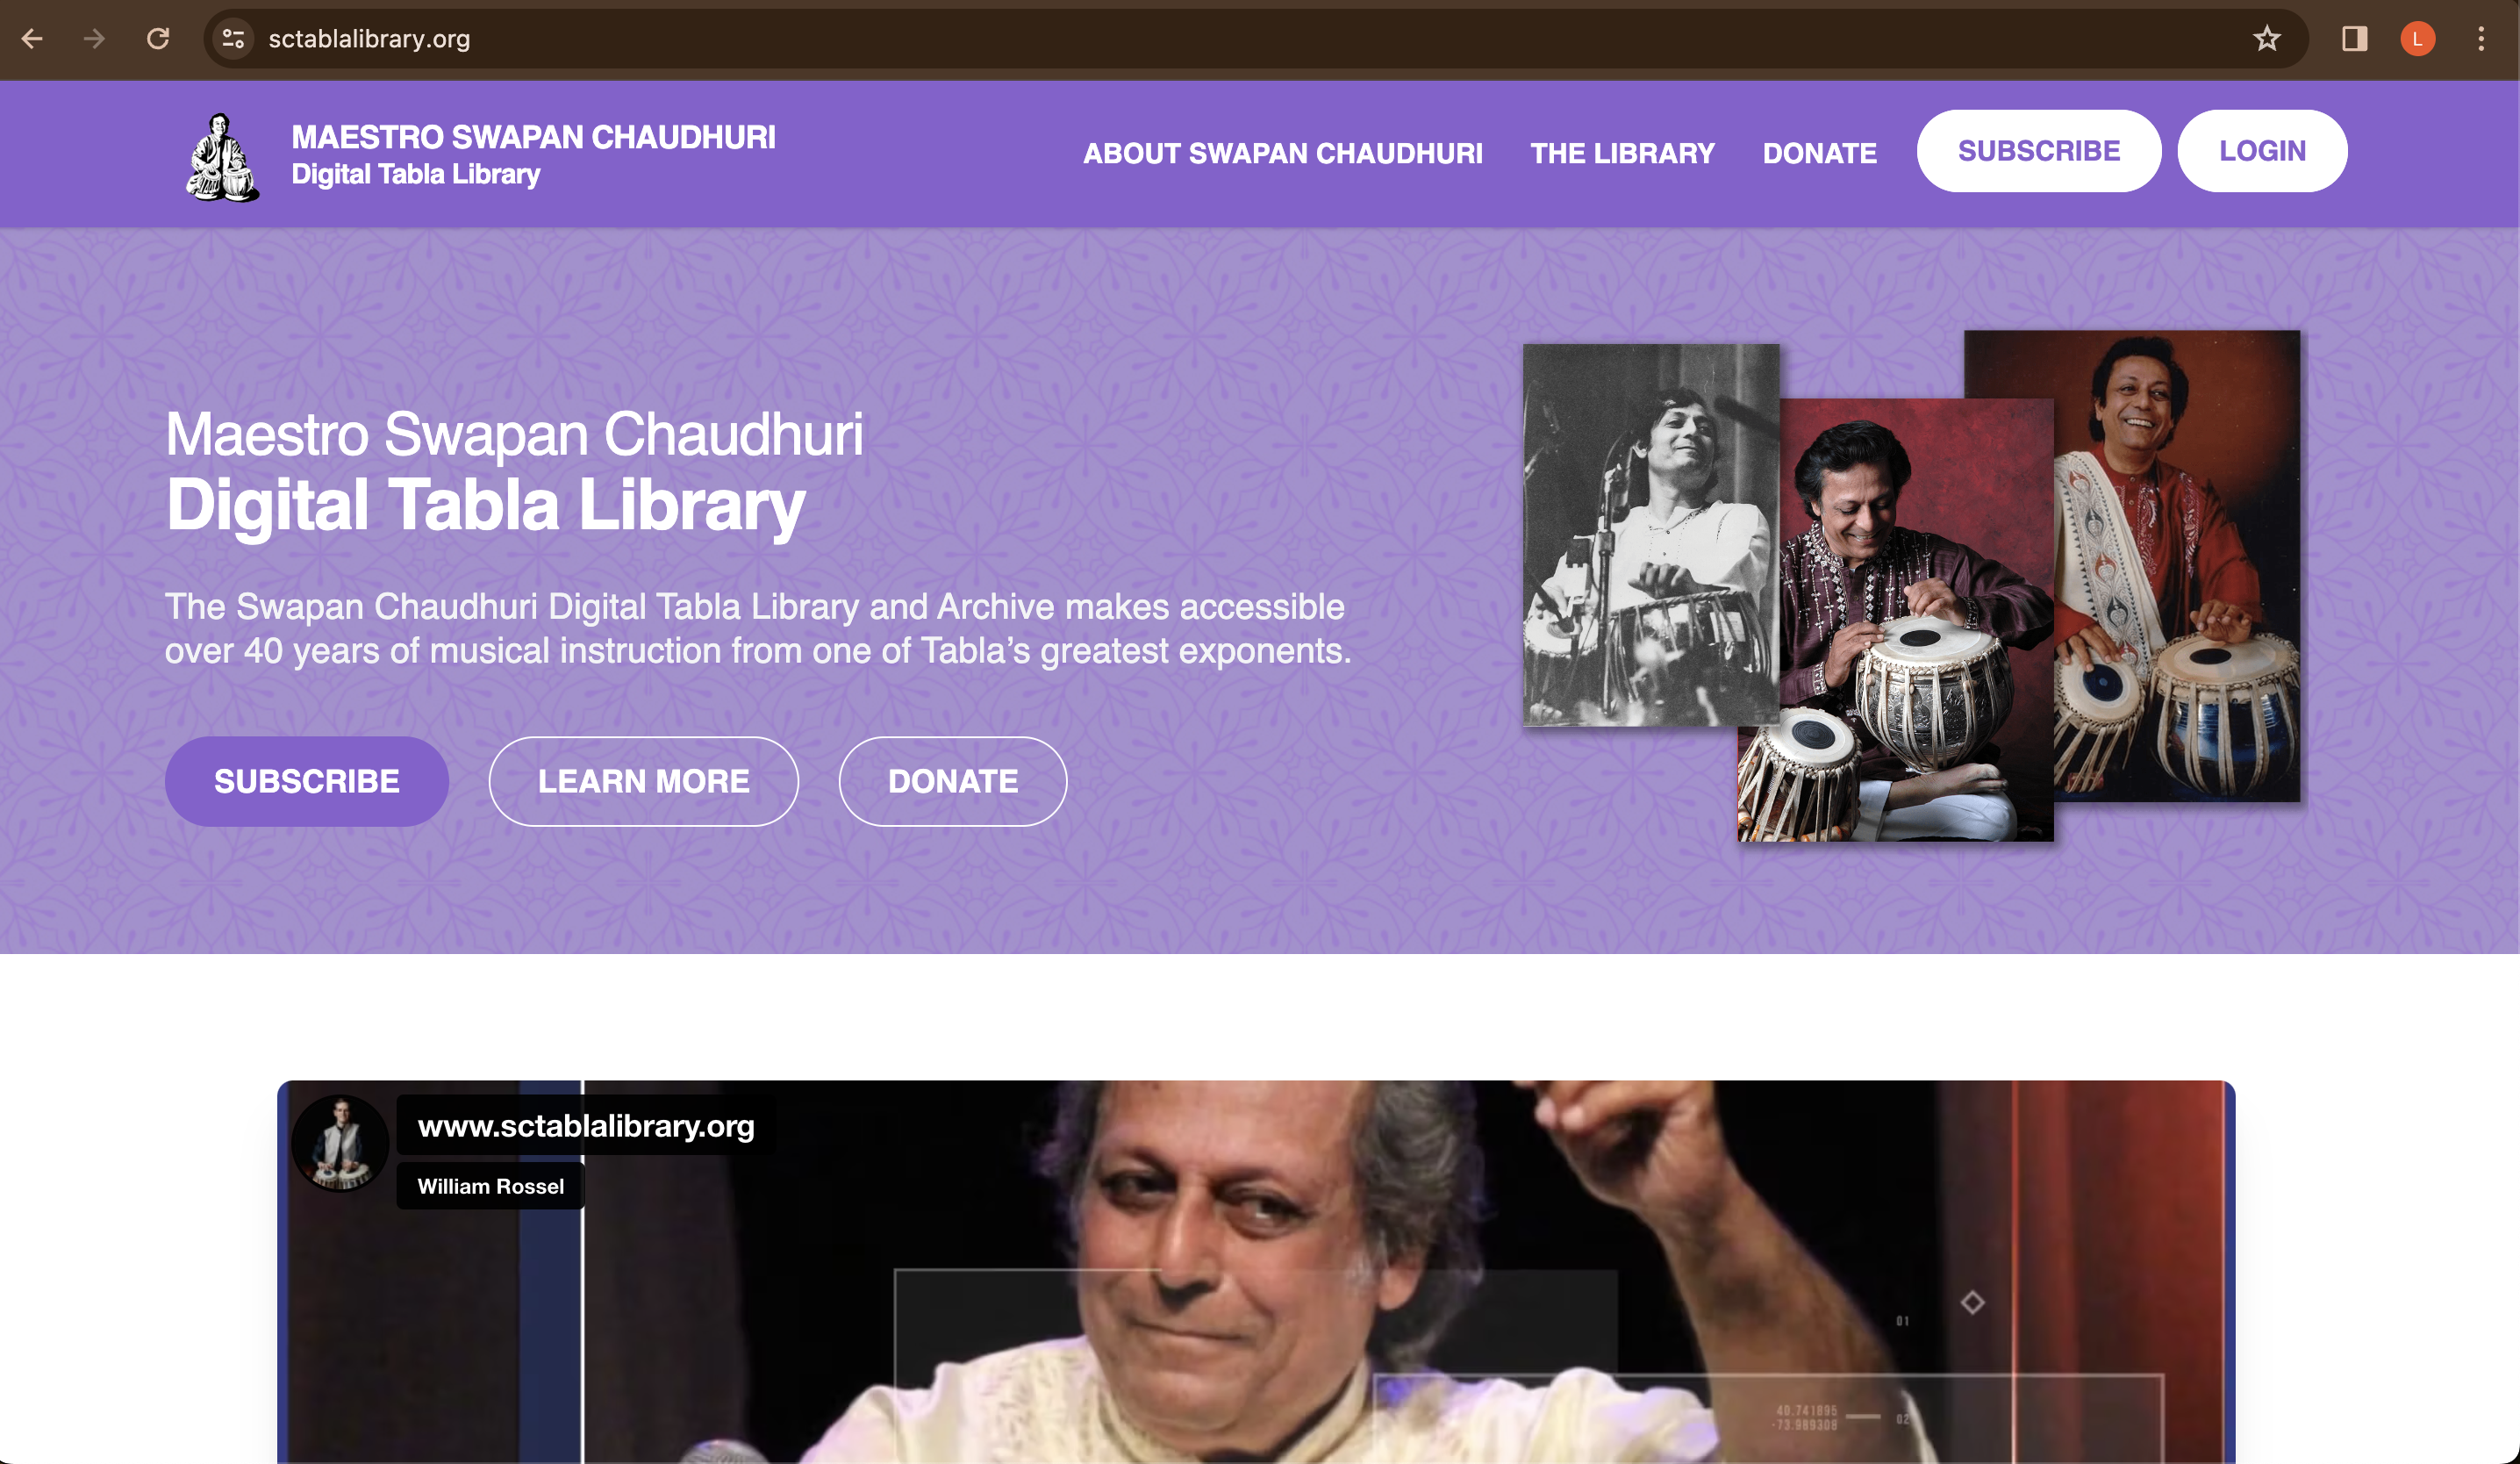 sctablalibrary.org
L
MAESTRO SWAPAN CHAUDHURI
Digital Tabla Library
ABOUT SWAPAN CHAUDHURI
THE LIBRARY
DONATE
SUBSCRIBE
LOGIN
Maestro Swapan Chaudhuri
Digital Tabla Library
The Swapan Chaudhuri Digital Tabla Library and Archive makes accessible
over 40 years of musical instruction from one of Tabla’s greatest exponents.
SUBSCRIBE
LEARN MORE
DONATE
www.sctablalibrary.org
William Rossel
01
40.741895
-73.989308
02